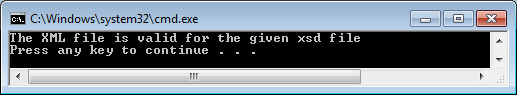 C:\Windows\system32\cmd.exe
The XML file is valid for the given xsd file
Press any key to continue . . .